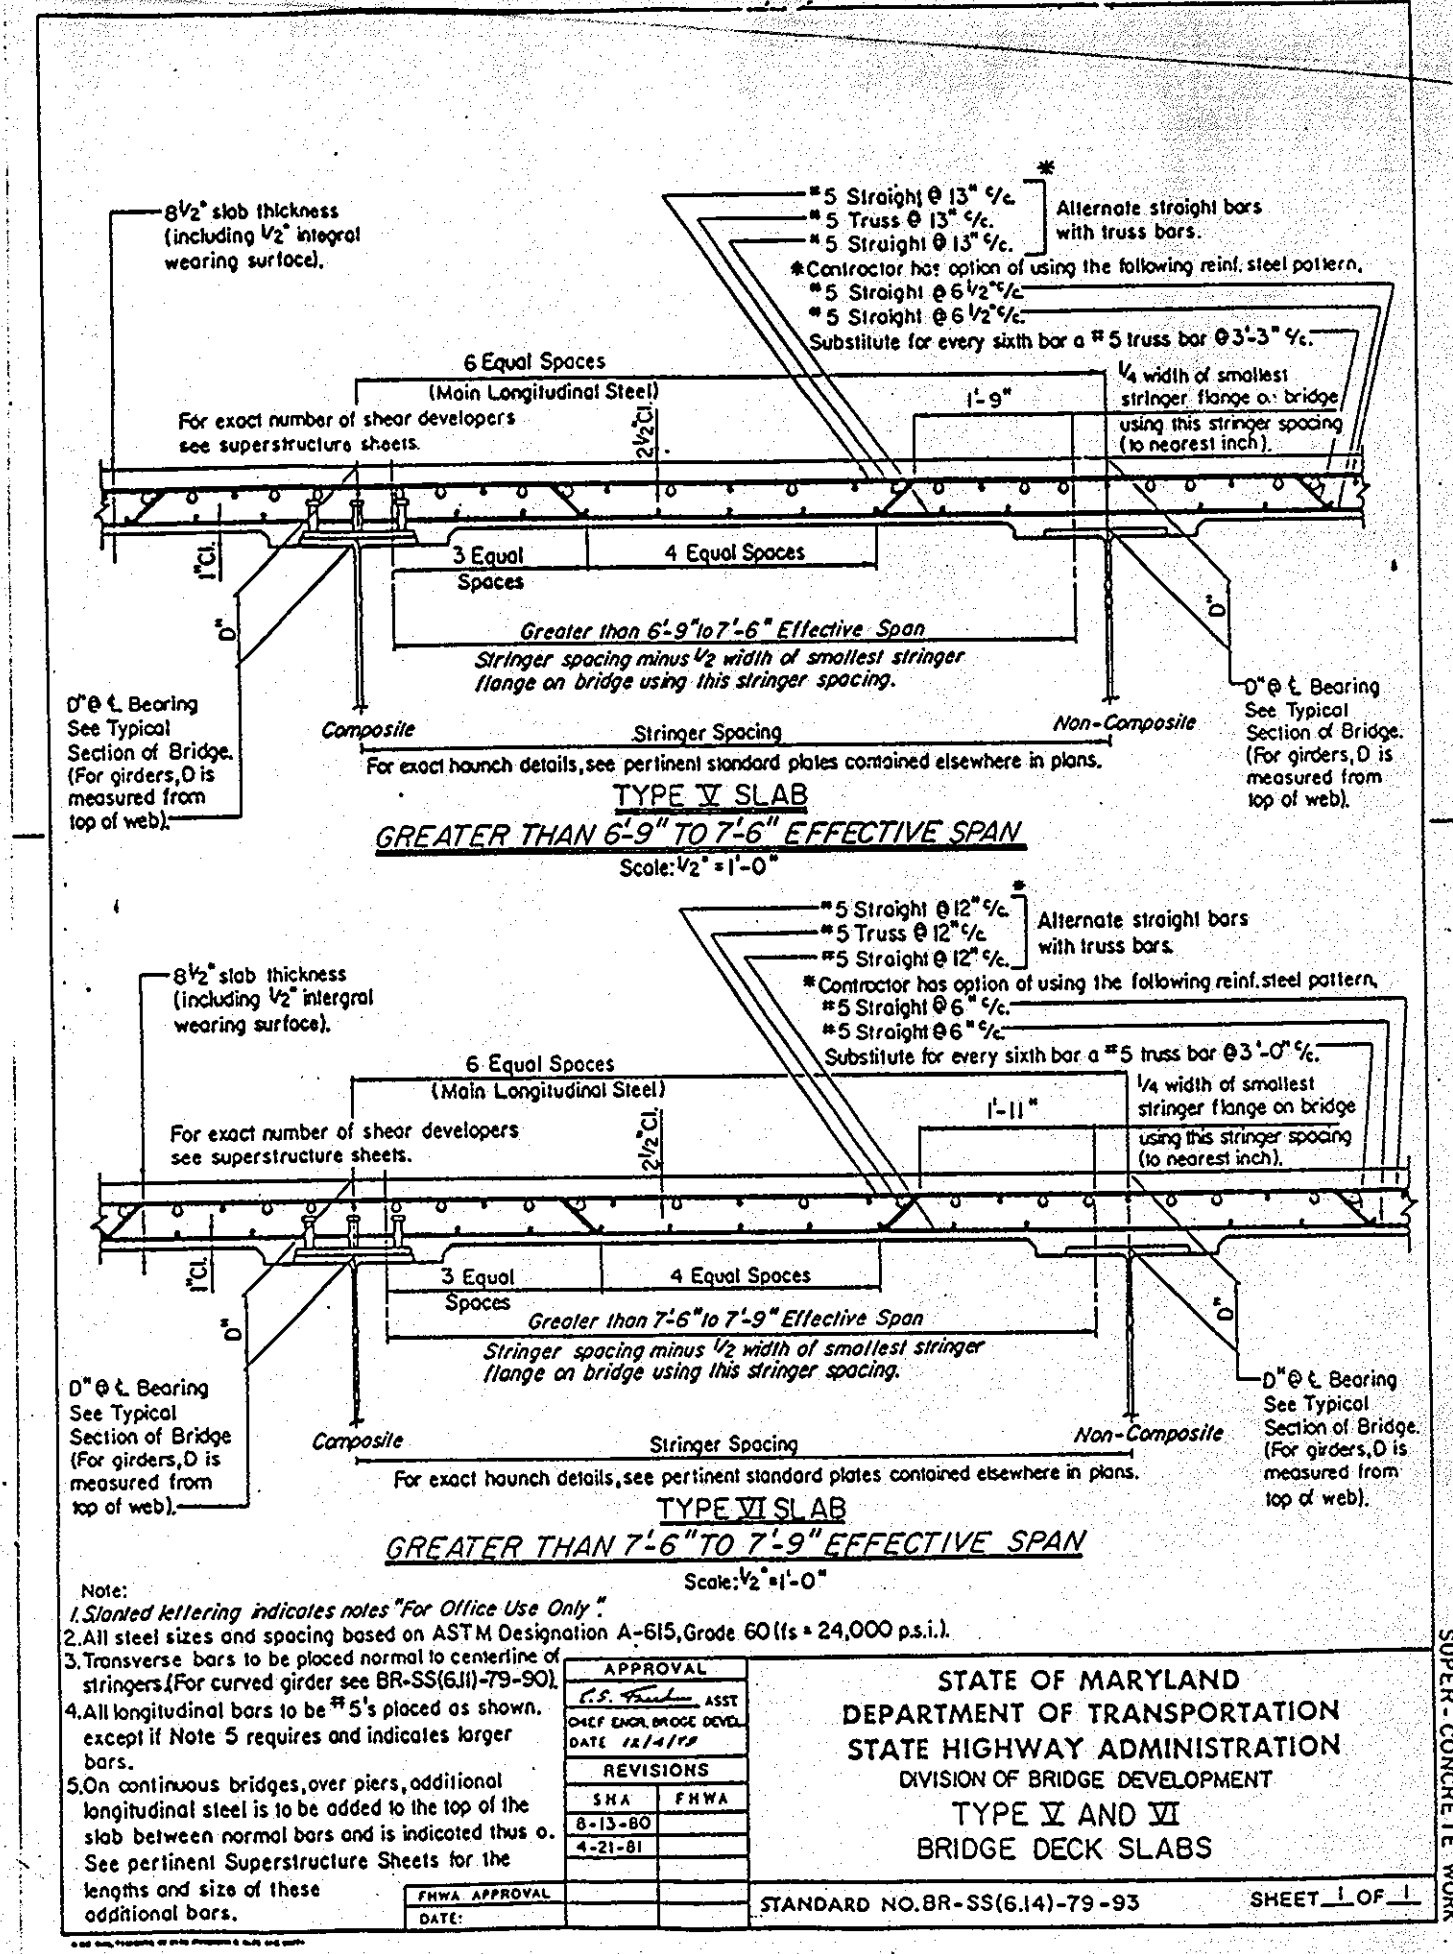 *
#5 Straight @ 13" c/c.
#5 Truss @ 13" c/c.
#5 Straight @ 13" c/c.
Alternate straight bars
with truss bars.
8½" slab thickness
(including ½" integral
wearing surface).
*Contractor has option of using the following reinf. steel pattern.
#5 Straight @ 6½" c/c
#5 Straight @ 6½" c/c.
Substitute for every sixth bar a #5 truss bar @ 3'-3" c/c.
6 Equal Spaces
(Main Longitudinal Steel)
For exact number of shear developers
see superstructure sheets.
2½" Cl.
1'-9"
¼ width of smallest
stringer flange on bridge
using this stringer spacing
(to nearest inch).
1" Cl.
3 Equal
Spaces
4 Equal Spaces
D"
D"
Greater than 6'-9" to 7'-6" Effective Span
Stringer spacing minus ½ width of smallest stringer
flange on bridge using this stringer spacing.
D" @ ℄ Bearing
See Typical
Section of Bridge.
(For girders, D is
measured from
top of web).
Composite
Stringer Spacing
Non-Composite
D" @ ℄ Bearing
See Typical
Section of Bridge.
(For girders, D is
measured from
top of web).
For exact haunch details, see pertinent standard plates contained elsewhere in plans.
TYPE V SLAB
GREATER THAN 6'-9" TO 7'-6" EFFECTIVE SPAN
Scale: ½" = 1'-0"
*
#5 Straight @ 12" c/c.
#5 Truss @ 12" c/c
#5 Straight @ 12" c/c.
Alternate straight bars
with truss bars.
8½" slab thickness
(including ½" intergral
wearing surface).
*Contractor has option of using the following reinf. steel pattern.
#5 Straight @ 6" c/c.
#5 Straight @ 6" c/c.
Substitute for every sixth bar a #5 truss bar @ 3'-0" c/c.
6 Equal Spaces
(Main Longitudinal Steel)
For exact number of shear developers
see superstructure sheets.
2½" Cl.
1'-11"
¼ width of smallest
stringer flange on bridge
using this stringer spacing
(to nearest inch).
1" Cl.
3 Equal
Spaces
4 Equal Spaces
D"
D"
Greater than 7'-6" to 7'-9" Effective Span
Stringer spacing minus ½ width of smallest stringer
flange on bridge using this stringer spacing.
D" @ ℄ Bearing
See Typical
Section of Bridge
(For girders, D is
measured from
top of web).
Composite
Stringer Spacing
Non-Composite
D" @ ℄ Bearing
See Typical
Section of Bridge.
(For girders, D is
measured from
top of web).
For exact haunch details, see pertinent standard plates contained elsewhere in plans.
TYPE VI SLAB
GREATER THAN 7'-6" TO 7'-9" EFFECTIVE SPAN
Scale: ½" = 1'-0"
Note:
1. Slanted lettering indicates notes "For Office Use Only".
2. All steel sizes and spacing based on ASTM Designation A-615, Grade 60 (fs = 24,000 p.s.i.).
3. Transverse bars to be placed normal to centerline of
stringers. (For curved girder see BR-SS(6.11)-79-90).
4. All longitudinal bars to be #5's placed as shown.
except if Note 5 requires and indicates larger
bars.
5. On continuous bridges, over piers, additional
longitudinal steel is to be added to the top of the
slab between normal bars and is indicated thus o.
See pertinent Superstructure Sheets for the
lengths and size of these
additional bars.
APPROVAL
ASST
CHIEF ENGR. BRIDGE DEVEL.
DATE
REVISIONS
SHA FHWA
8-13-80
4-21-81
FHWA APPROVAL
DATE:
STATE OF MARYLAND
DEPARTMENT OF TRANSPORTATION
STATE HIGHWAY ADMINISTRATION
DIVISION OF BRIDGE DEVELOPMENT
TYPE V AND VI
BRIDGE DECK SLABS
STANDARD NO. BR-SS(6.14)-79-93
SHEET 1 OF 1
SUPER-CONCRETE WORK